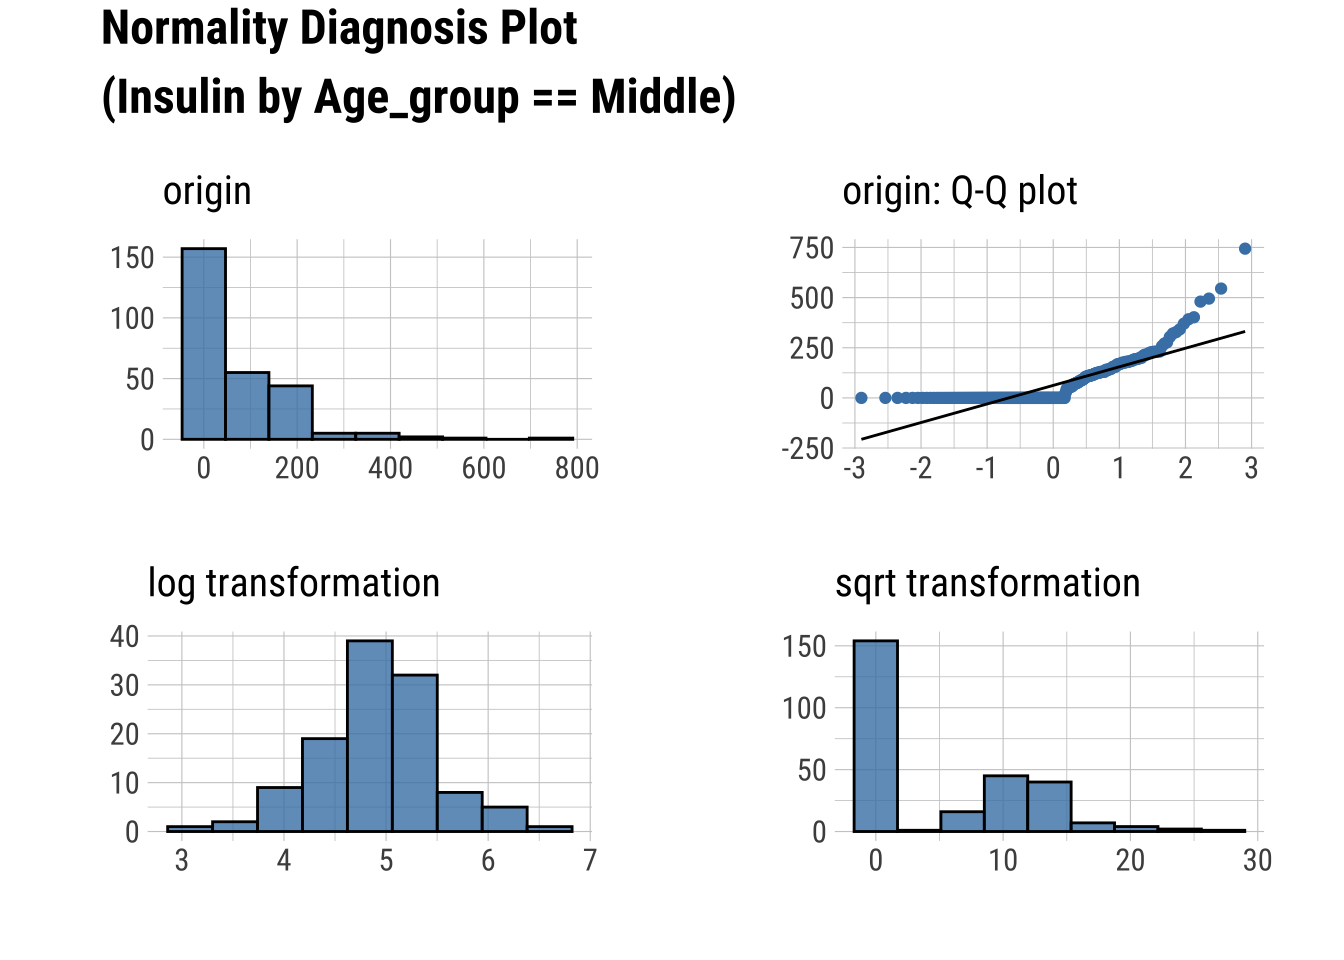 Normality Diagnosis Plot
(Insulin by Age_group == Middle)
origin
150
100
50
0
0 200 400 600 800
origin: Q-Q plot
750
500
250
0
-250
-3 -2 -1 0 1 2 3
log transformation
40
30
20
10
0
3 4 5 6 7
sqrt transformation
150
100
50
0
0 10 20 30